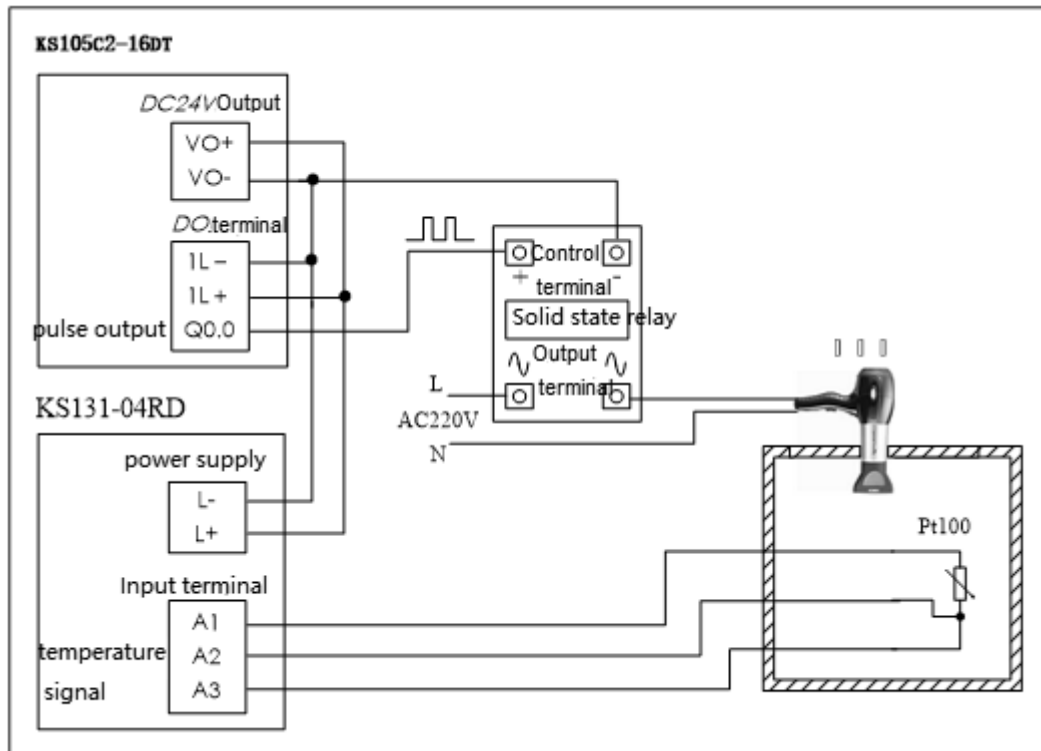 KS105C2-16DT
DC24VOutput
VO+
VO-
DO.terminal
1L-
1L+
pulse output Q0.0
Control
+ terminal -
Solid state relay
Output
terminal
L
AC220V
N
KS131-04RD
power supply
L-
L+
Input terminal
A1
temperature A2
signal A3
Pt100